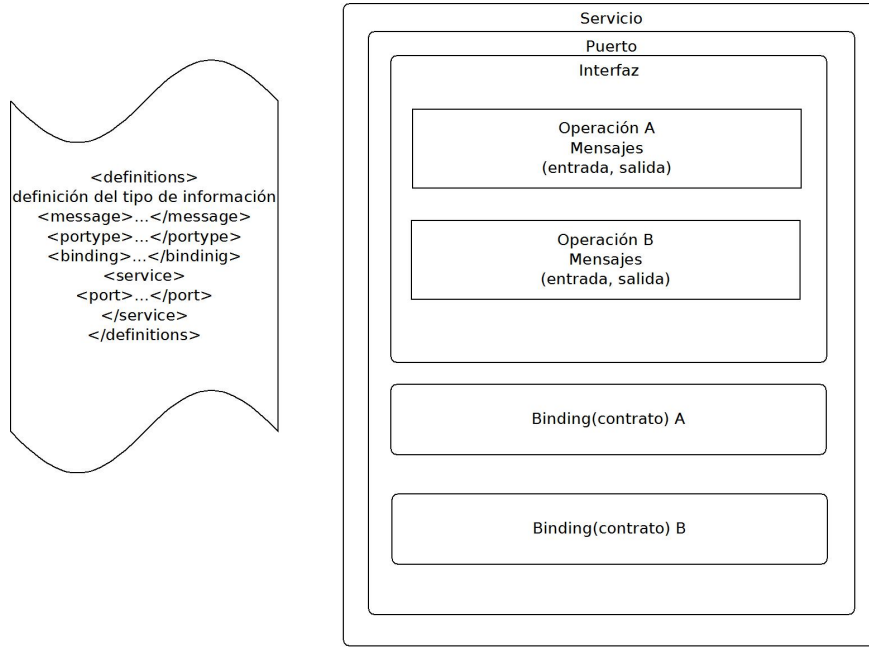 <definitions>
definición del tipo de información
<message>...</message>
<portype>...</portype>
<binding>...</bindinig>
<service>
<port>...</port>
</service>
</definitions>
Servicio
Puerto
Interfaz
Operación A
Mensajes
(entrada, salida)
Operación B
Mensajes
(entrada, salida)
Binding(contrato) A
Binding(contrato) B